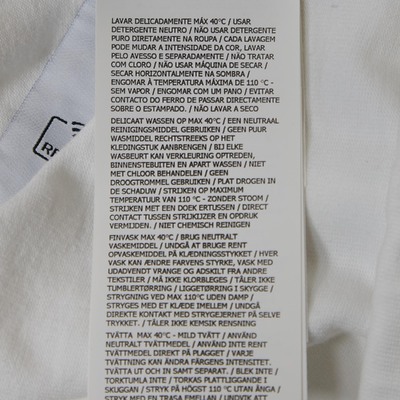 LAVAR DELICADAMENTE MÁX 40°C / USAR
DETERGENTE NEUTRO / NÃO USAR DETERGENTE
PURO DIRETAMENTE NA ROUPA / CADA LAVAGEM
PODE MUDAR A INTENSIDADE DA COR, LAVAR
PELO AVESSO E SEPARADAMENTE / NÃO TRATAR
COM CLORO / NÃO USAR MÁQUINA DE SECAR /
SECAR HORIZONTALMENTE NA SOMBRA /
ENGOMAR À TEMPERATURA MÁXIMA DE 110 °C -
SEM VAPOR / ENGOMAR COM UM PANO / EVITAR
CONTACTO DO FERRO DE PASSAR DIRECTAMENTE
SOBRE O ESTAMPADO. / NÃO LAVAR A SECO
DELICAAT WASSEN OP MAX 40°C / EEN NEUTRAAL
REINIGINGSMIDDEL GEBRUIKEN / GEEN PUUR
WASMIDDEL RECHTSTREEKS OP HET
KLEDINGSTUK AANBRENGEN / BIJ ELKE
WASBEURT KAN VERKLEURING OPTREDEN,
BINNENSTEBUITEN EN APART WASSEN / NIET
MET CHLOOR BEHANDELEN / GEEN
DROOGTROMMEL GEBRUIKEN / PLAT DROGEN IN
DE SCHADUW / STRIJKEN OP MAXIMUM
TEMPERATUUR VAN 110 °C - ZONDER STOOM /
STRIJKEN MET EEN DOEK ERTUSSEN / DIRECT
CONTACT TUSSEN STRIJKIJZER EN OPDRUK
VERMIJDEN. / NIET CHEMISCH REINIGEN
FINVASK MAX 40°C / BRUG NEUTRALT
VASKEMIDDEL / UNDGÅ AT BRUGE RENT
OPVASKEMIDDEL PÅ KLÆDNINGSSTYKKET / HVER
VASK KAN ÆNDRE FARVENS STYRKE, VASK MED
UDADVENDT VRANGE OG ADSKILT FRA ANDRE
TEKSTILER / MÅ IKKE KLORBLEGES / TÅLER IKKE
TUMBLERTØRRING / LIGGETØRRING I SKYGGE /
STRYGNING VED MAX 110°C UDEN DAMP /
STRYGES MED ET KLÆDE IMELLEM / UNDGÅ
DIREKTE KONTAKT MED STRYGEJERNET PÅ SELVE
TRYKKET. / TÅLER IKKE KEMISK RENSNING
TVÄTTA MAX 40°C - MILD TVÄTT / ANVÄND
NEUTRALT TVÄTTMEDEL / ANVÄND INTE RENT
TVÄTTMEDEL DIREKT PÅ PLAGGET / VARJE
TVÄTTNING KAN ÄNDRA FÄRGENS INTENSITET.
TVÄTTA UT OCH IN SAMT SEPARAT. / BLEK INTE /
TORKTUMLA INTE / TORKAS PLATTLIGGANDE I
SKUGGAN / STRYK PÅ HÖGST 110 °C UTAN ÅNGA /
STRYK MED EN TRASA EMELLAN / UNDVIK ATT
RE